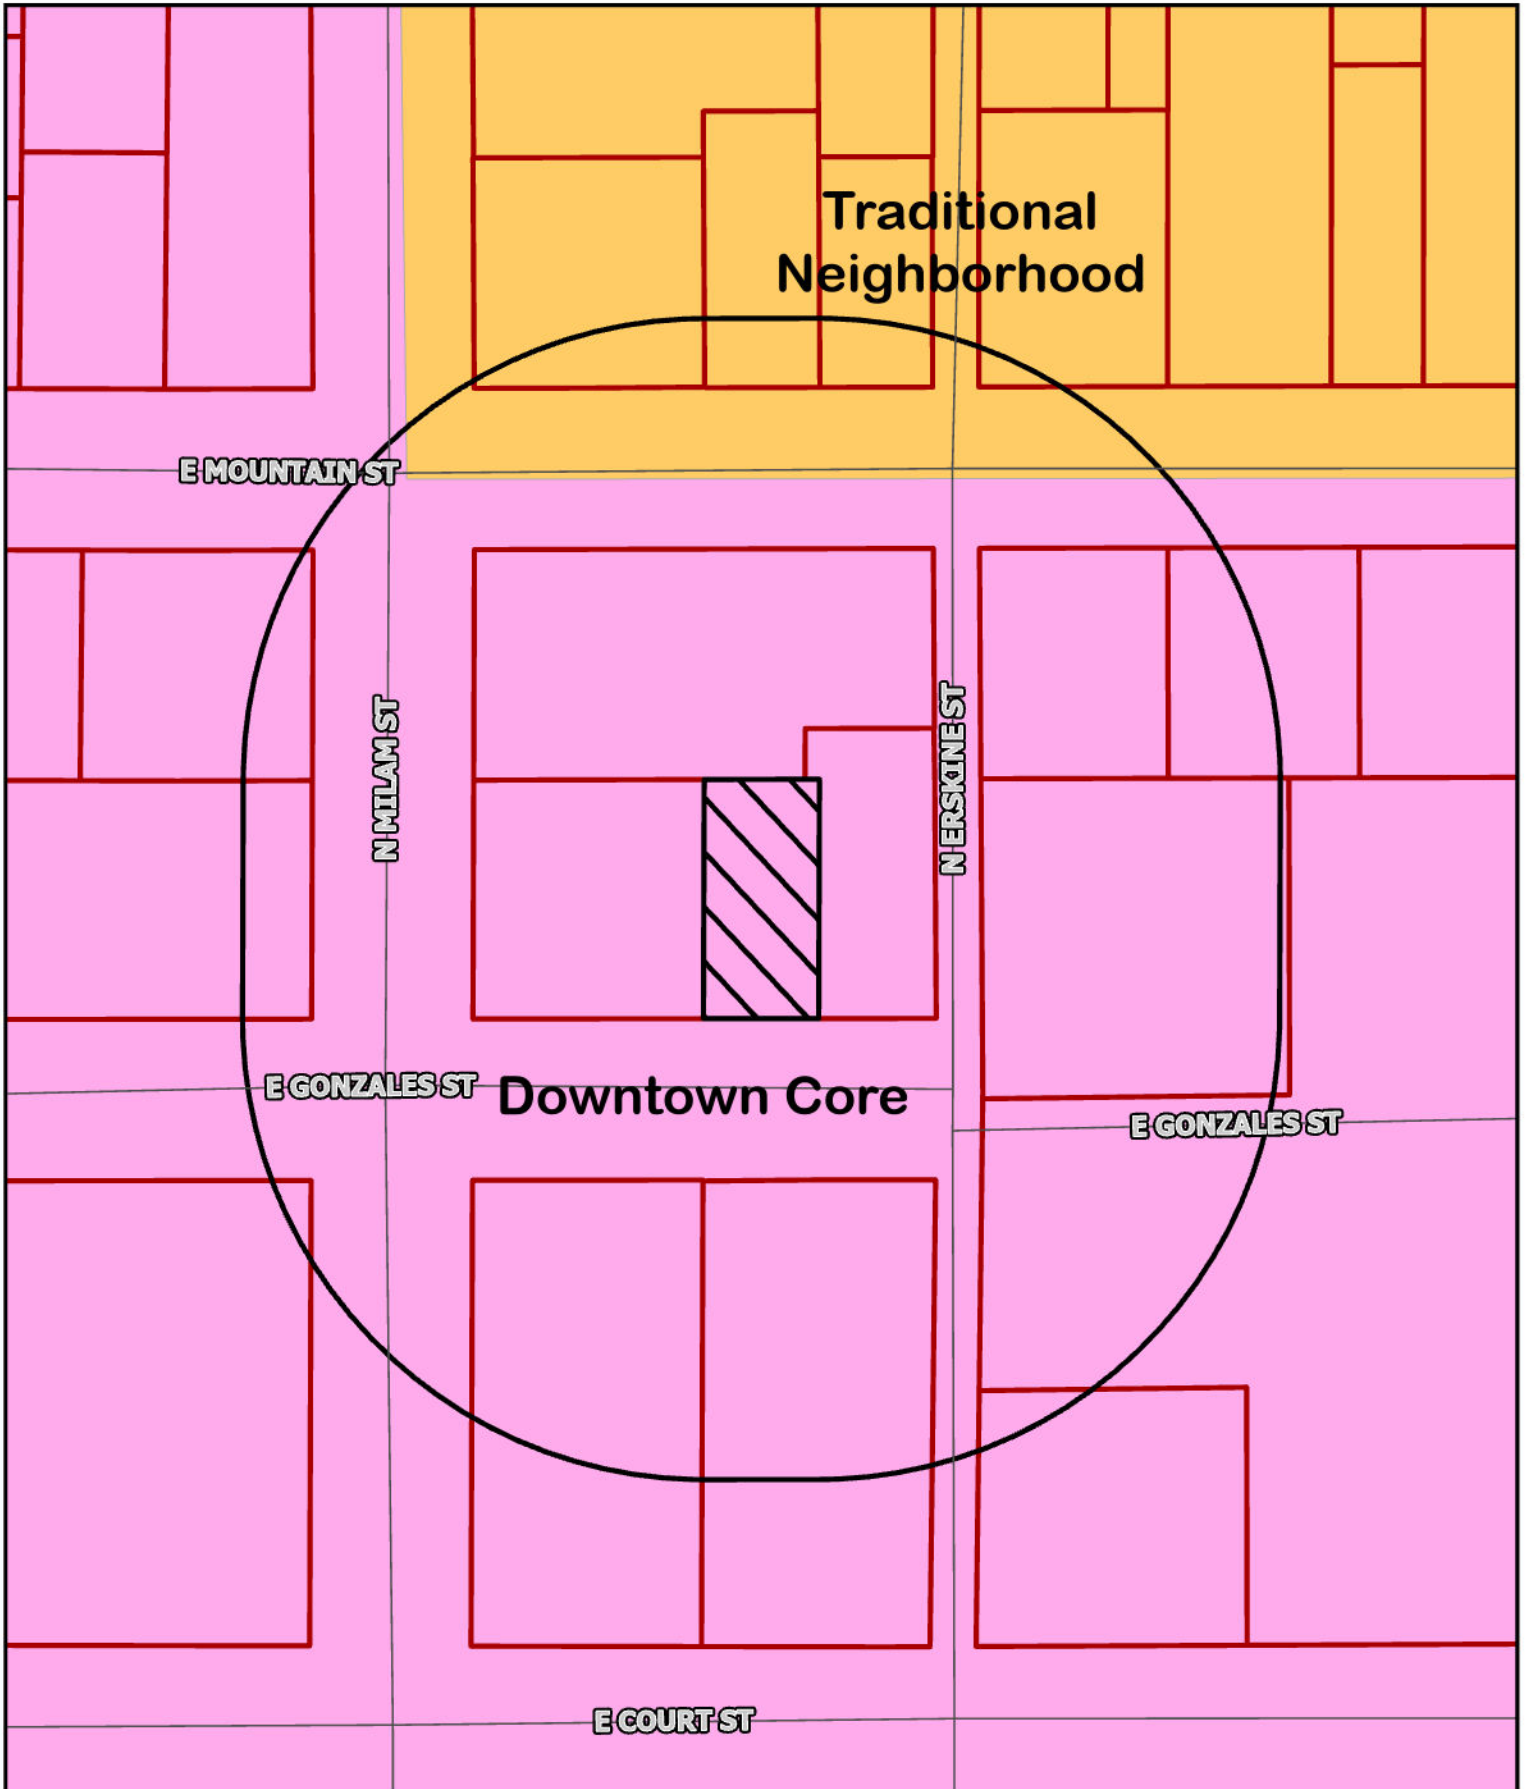 Traditional
Neighborhood
E MOUNTAIN ST
N MILAM ST
N ERSKINE ST
E GONZALES ST
Downtown Core
E GONZALES ST
E COURT ST